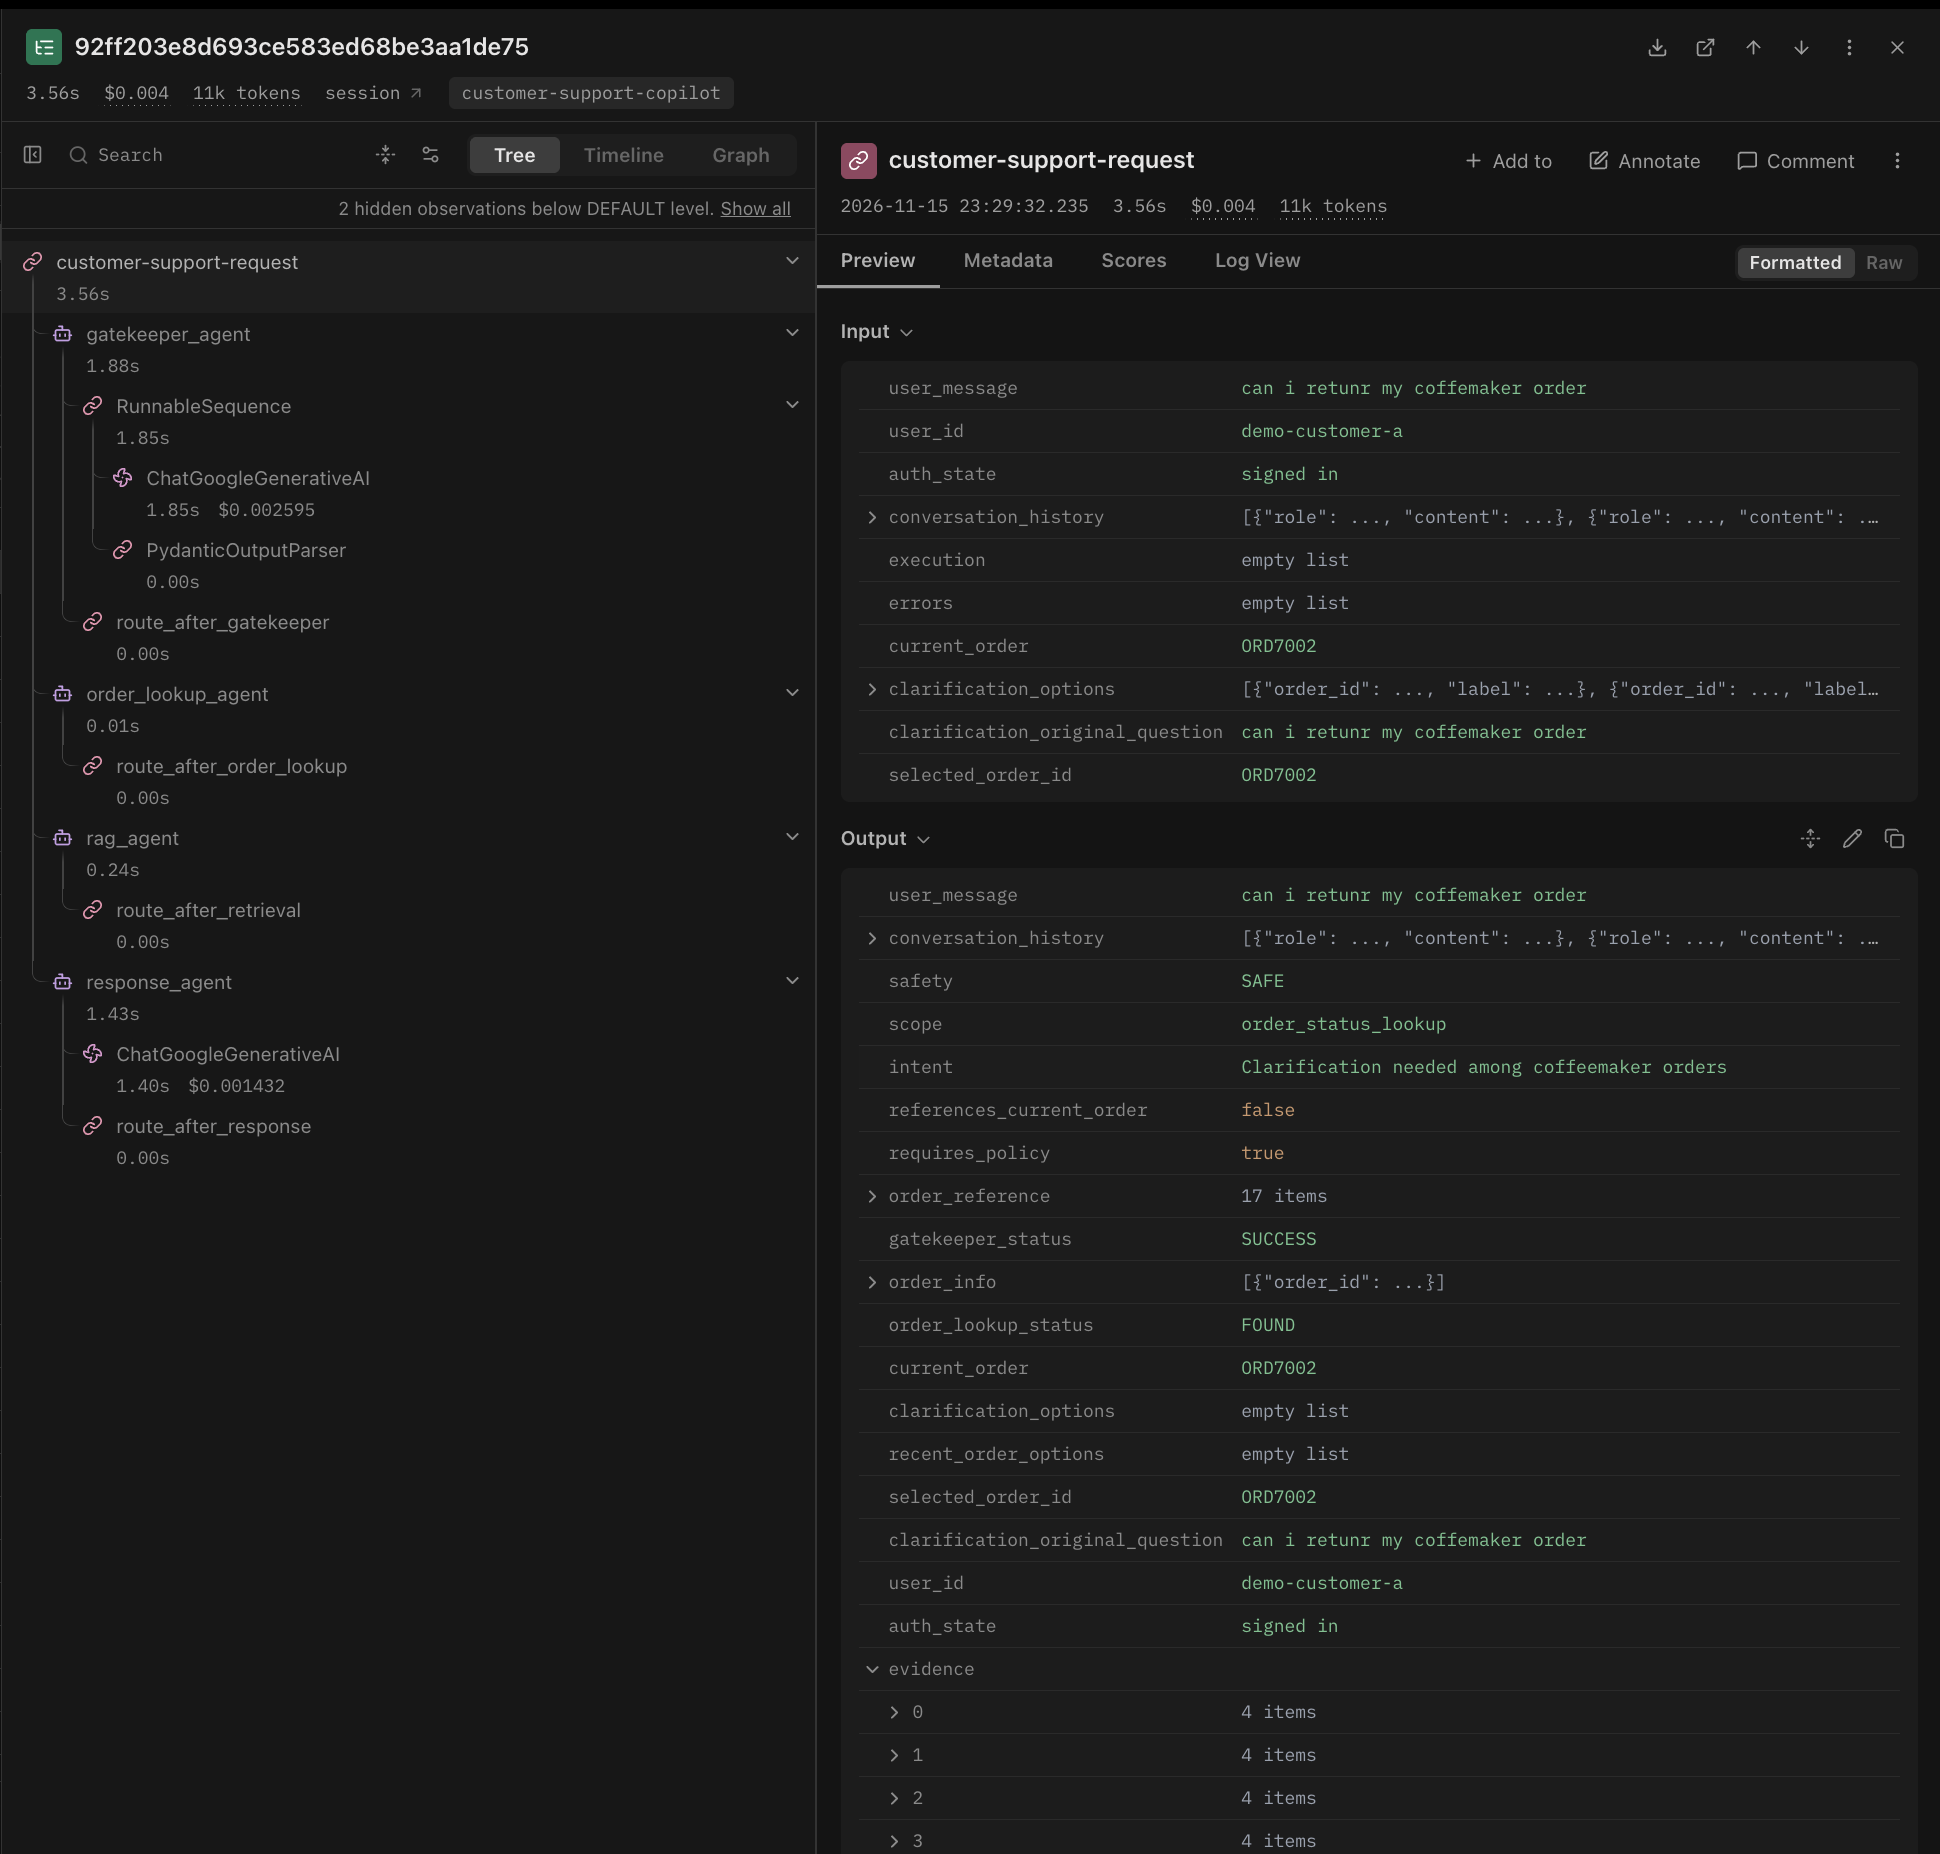 92ff203e8d693ce583ed68be3aa1de75
3.56s $0.004 11k tokens session customer-support-copilot
Search
Tree Timeline Graph
2 hidden observations below DEFAULT level. Show all
customer-support-request
3.56s
gatekeeper_agent
1.88s
RunnableSequence
1.85s
ChatGoogleGenerativeAI
1.85s $0.002595
PydanticOutputParser
0.00s
route_after_gatekeeper
0.00s
order_lookup_agent
0.01s
route_after_order_lookup
0.00s
rag_agent
0.24s
route_after_retrieval
0.00s
response_agent
1.43s
ChatGoogleGenerativeAI
1.40s $0.001432
route_after_response
0.00s
customer-support-request
Add to Annotate Comment
2026-11-15 23:29:32.235 3.56s $0.004 11k tokens
Preview Metadata Scores Log View
Formatted Raw
Input
user_message can i retunr my coffemaker order
user_id demo-customer-a
auth_state signed in
conversation_history [{"role": ..., "content": ...}, {"role": ..., "content": .…
execution empty list
errors empty list
current_order ORD7002
clarification_options [{"order_id": ..., "label": ...}, {"order_id": ..., "label…
clarification_original_question can i retunr my coffemaker order
selected_order_id ORD7002
Output
user_message can i retunr my coffemaker order
conversation_history [{"role": ..., "content": ...}, {"role": ..., "content": .…
safety SAFE
scope order_status_lookup
intent Clarification needed among coffeemaker orders
references_current_order false
requires_policy true
order_reference 17 items
gatekeeper_status SUCCESS
order_info [{"order_id": ...}]
order_lookup_status FOUND
current_order ORD7002
clarification_options empty list
recent_order_options empty list
selected_order_id ORD7002
clarification_original_question can i retunr my coffemaker order
user_id demo-customer-a
auth_state signed in
evidence
0 4 items
1 4 items
2 4 items
3 4 items